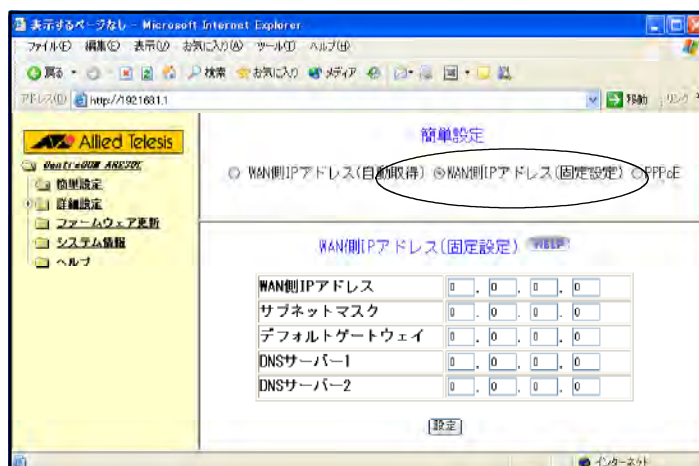 表示するページなし - Microsoft Internet Explorer
ファイル(F) 編集(E) 表示(V) お気に入り(A) ツール(T) ヘルプ(H)
戻る 検索 お気に入り メディア
アドレス(D) http://192.168.1.1 移動 リンク
Allied Telesis
CentreCOM AR230E
簡単設定
詳細設定
ファームウェア更新
システム情報
ヘルプ
簡単設定
WAN側IPアドレス(自動取得) WAN側IPアドレス(固定設定) PPPoE
WAN側IPアドレス(固定設定) HELP
WAN側IPアドレス 0 . 0 . 0 . 0
サブネットマスク 0 . 0 . 0 . 0
デフォルトゲートウェイ 0 . 0 . 0 . 0
DNSサーバー1 0 . 0 . 0 . 0
DNSサーバー2 0 . 0 . 0 . 0
設定
インターネット